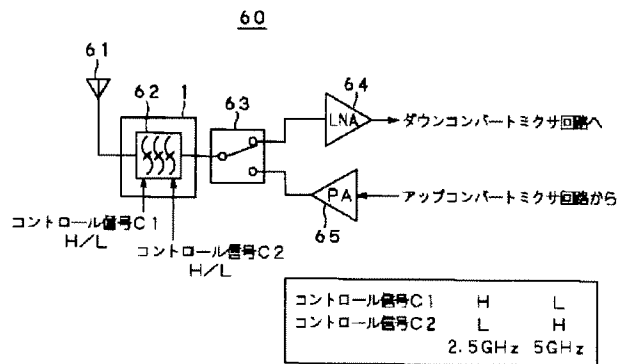 60
61
62
1
63
64
LNA
ダウンコンバートミクサ回路へ
PA
アップコンバートミクサ回路から
65
コントロール信号C1
H/L
コントロール信号C2
H/L
コントロール信号C1 H L
コントロール信号C2 L H
2.5GHz 5GHz